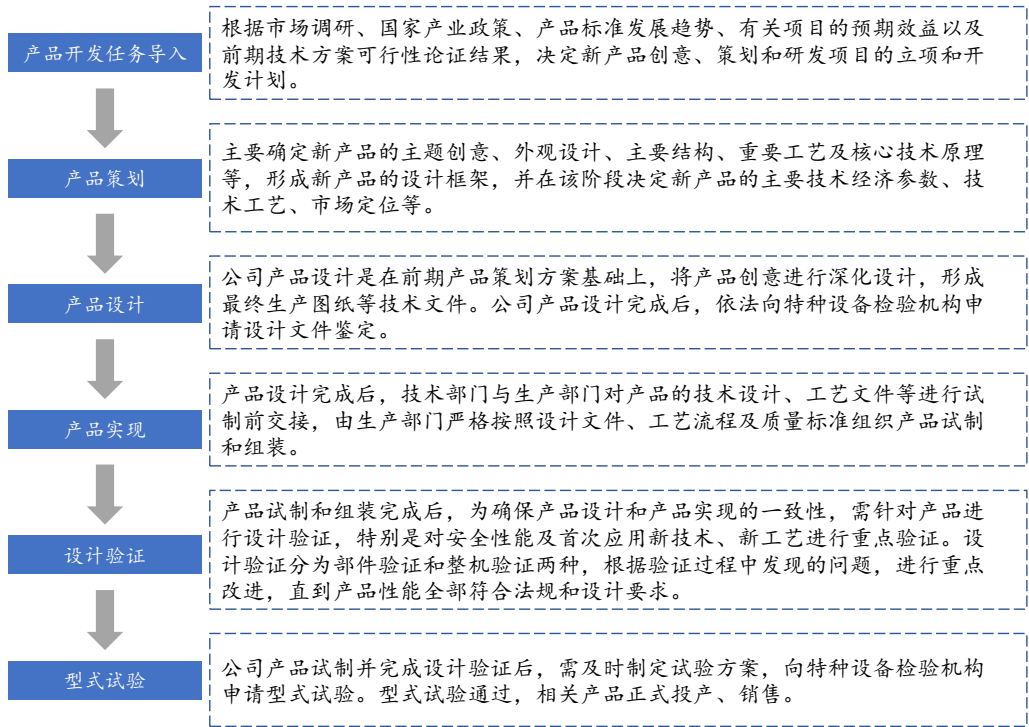 产品开发任务导入
根据市场调研、国家产业政策、产品标准发展趋势、有关项目的预期效益以及
前期技术方案可行性论证结果，决定新产品创意、策划和研发项目的立项和开
发计划。
产品策划
主要确定新产品的主题创意、外观设计、主要结构、重要工艺及核心技术原理
等，形成新产品的设计框架，并在该阶段决定新产品的主要技术经济参数、技
术工艺、市场定位等。
产品设计
公司产品设计是在前期产品策划方案基础上，将产品创意进行深化设计，形成
最终生产图纸等技术文件。公司产品设计完成后，依法向特种设备检验机构申
请设计文件鉴定。
产品实现
产品设计完成后，技术部门与生产部门对产品的技术设计、工艺文件等进行试
制前交接，由生产部门严格按照设计文件、工艺流程及质量标准组织产品试制
和组装。
设计验证
产品试制和组装完成后，为确保产品设计和产品实现的一致性，需针对产品进
行设计验证，特别是对安全性能及首次应用新技术、新工艺进行重点验证。设
计验证分为部件验证和整机验证两种，根据验证过程中发现的问题，进行重点
改进，直到产品性能全部符合法规和设计要求。
型式试验
公司产品试制并完成设计验证后，需及时制定试验方案，向特种设备检验机构
申请型式试验。型式试验通过，相关产品正式投产、销售。